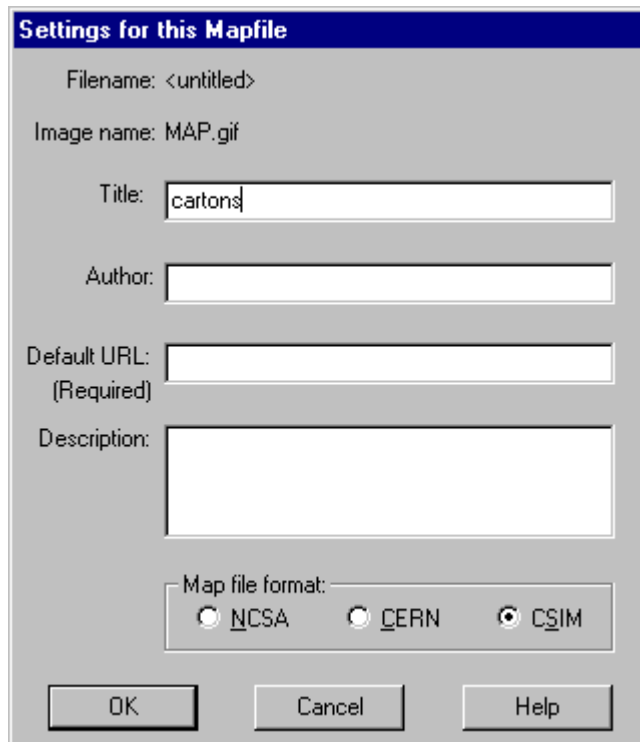 Settings for this Mapfile
Filename: <untitled>
Image name: MAP.gif
Title: cartons
Author:
Default URL:
(Required)
Description:
Map file format:
NCSA CERN CSIM
OK Cancel Help